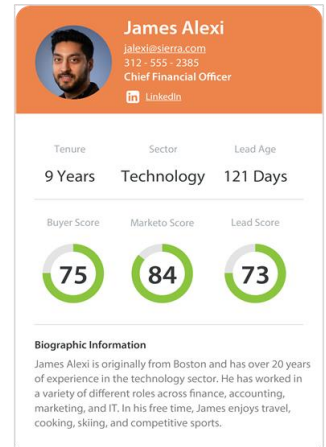 James Alexi
jalexi@sierra.com
312 - 555 - 2385
Chief Financial Officer
in LinkedIn
Tenure Sector Lead Age
9 Years Technology 121 Days
Buyer Score Marketo Score Lead Score
75 84 73
Biographic Information
James Alexi is originally from Boston and has over 20 years
of experience in the technology sector. He has worked in
a variety of different roles across finance, accounting,
marketing, and IT. In his free time, James enjoys travel,
cooking, skiing, and competitive sports.